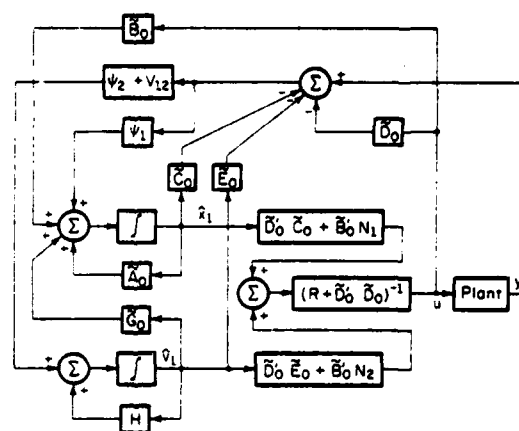 B̃₀
Ψ₂ + V₁₂
Σ
+
-
-
-
Ψ₁
D̃₀
C̃₀
Ẽ₀
+
+
+
+
Σ
∫
x̂₁
D̃₀′ C̃₀ + B̃₀′ N₁
Ã₀
+
Σ
(R + D̃₀′ D̃₀)⁻¹
u
Plant
y
G̃₀
+
+
Σ
∫
v̂₁
D̃₀′ Ẽ₀ + B̃₀′ N₂
+
H